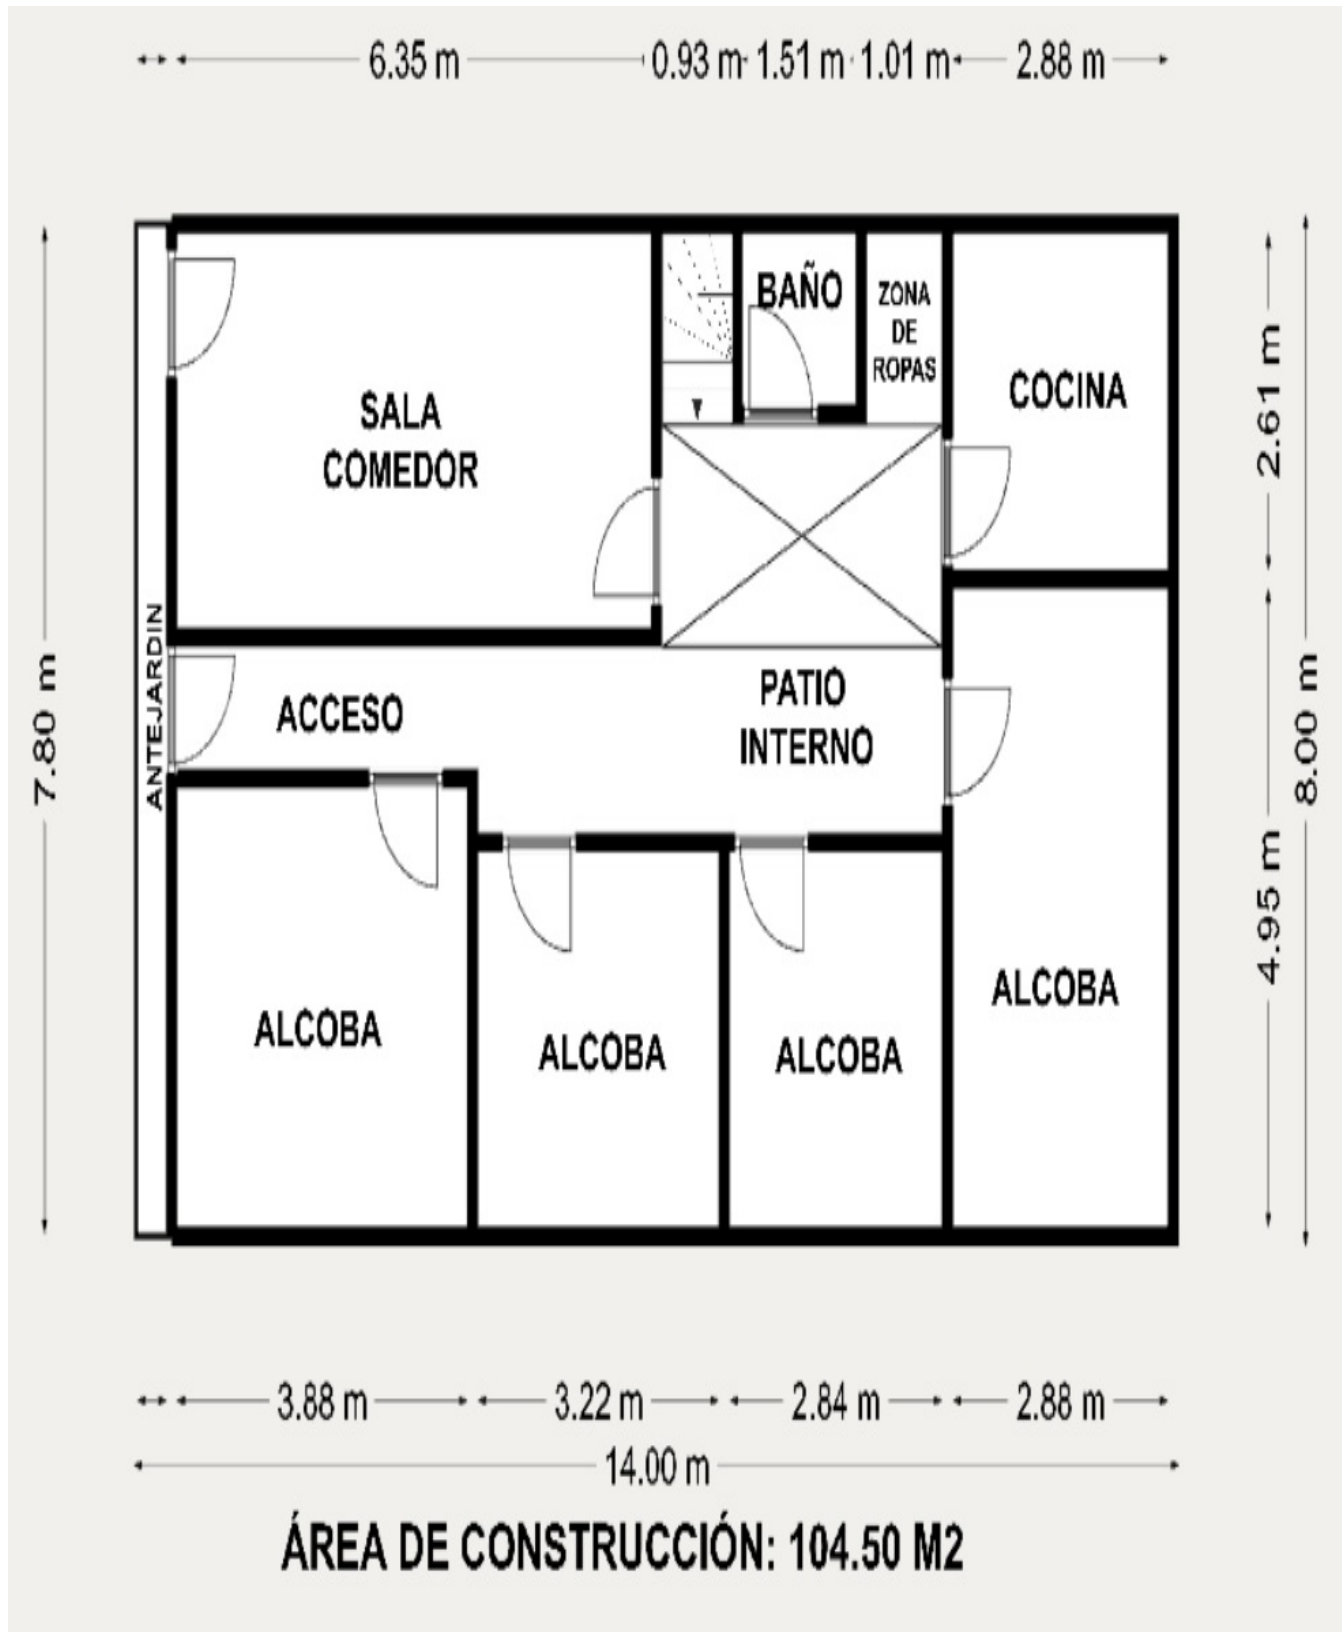 6.35 m 0.93 m 1.51 m 1.01 m 2.88 m
BAÑO
ZONA
DE
ROPAS
COCINA
SALA
COMEDOR
2.61 m
7.80 m
ANTEJARDIN
ACCESO
PATIO
INTERNO
8.00 m
4.95 m
ALCOBA
ALCOBA
ALCOBA
ALCOBA
3.88 m 3.22 m 2.84 m 2.88 m
14.00 m
ÁREA DE CONSTRUCCIÓN: 104.50 M2